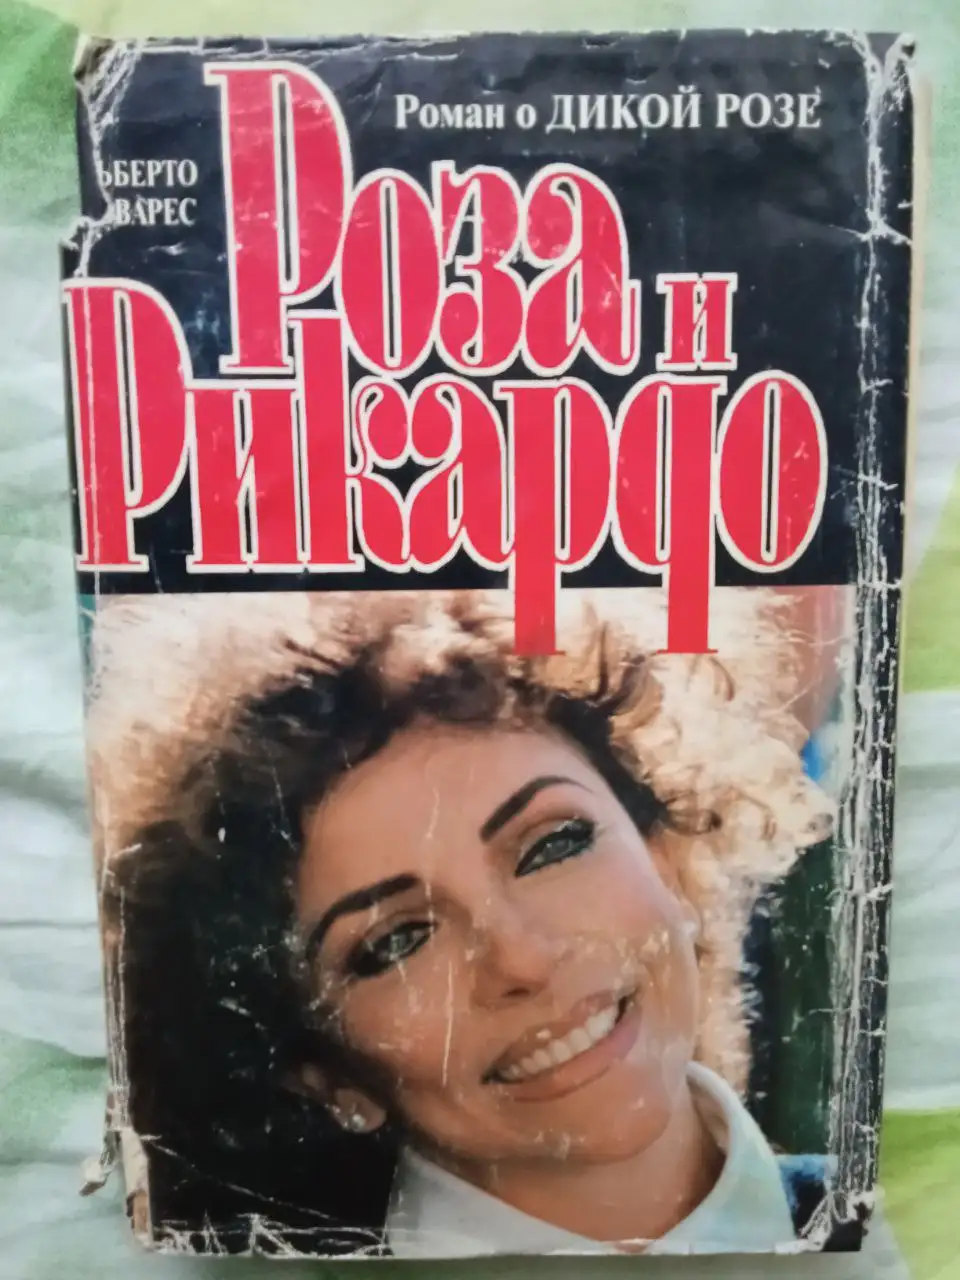 Роман о ДИКОЙ РОЗЕ
ЬБЕРТО
ВАРЕС
Роза и
Рикардо